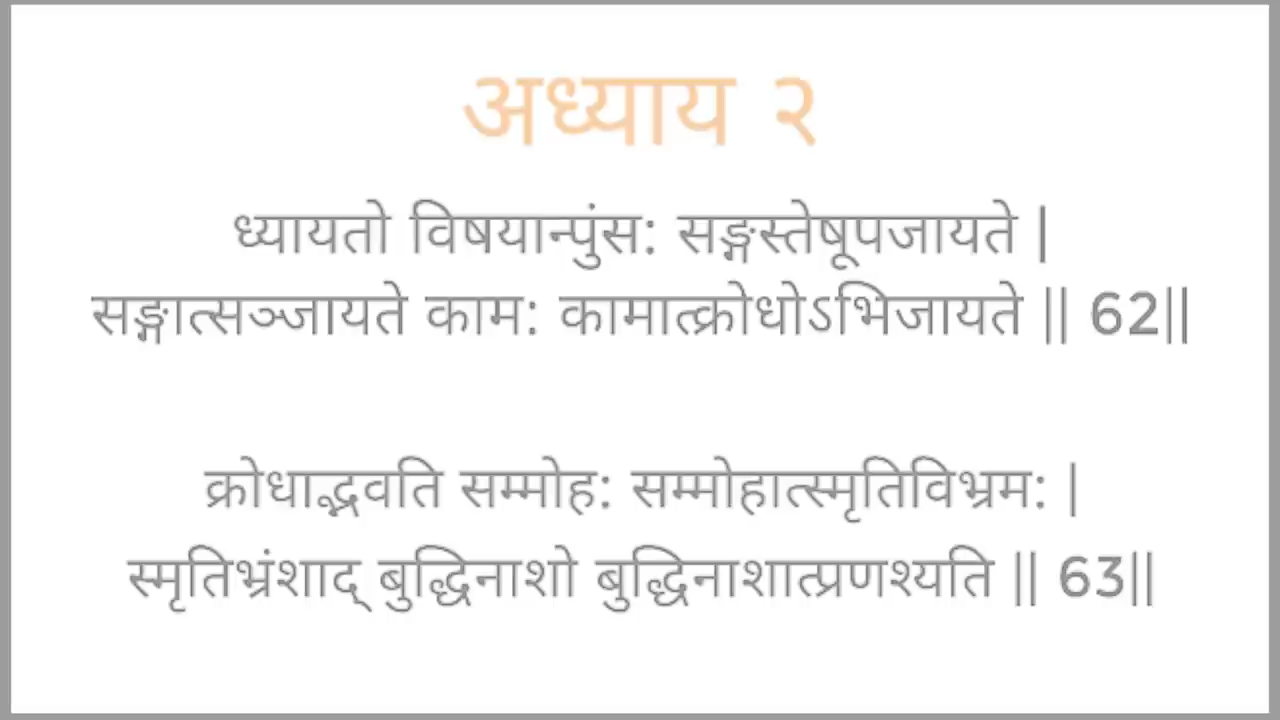 अध्याय २
ध्यायतो विषयान्पुंस: सङ्गस्तेषूपजायते |
सङ्गात्सञ्जायते काम: कामात्क्रोधोऽभिजायते || 62||
क्रोधाद्भवति सम्मोह: सम्मोहात्स्मृतिविभ्रम: |
स्मृतिभ्रंशाद् बुद्धिनाशो बुद्धिनाशात्प्रणश्यति || 63||